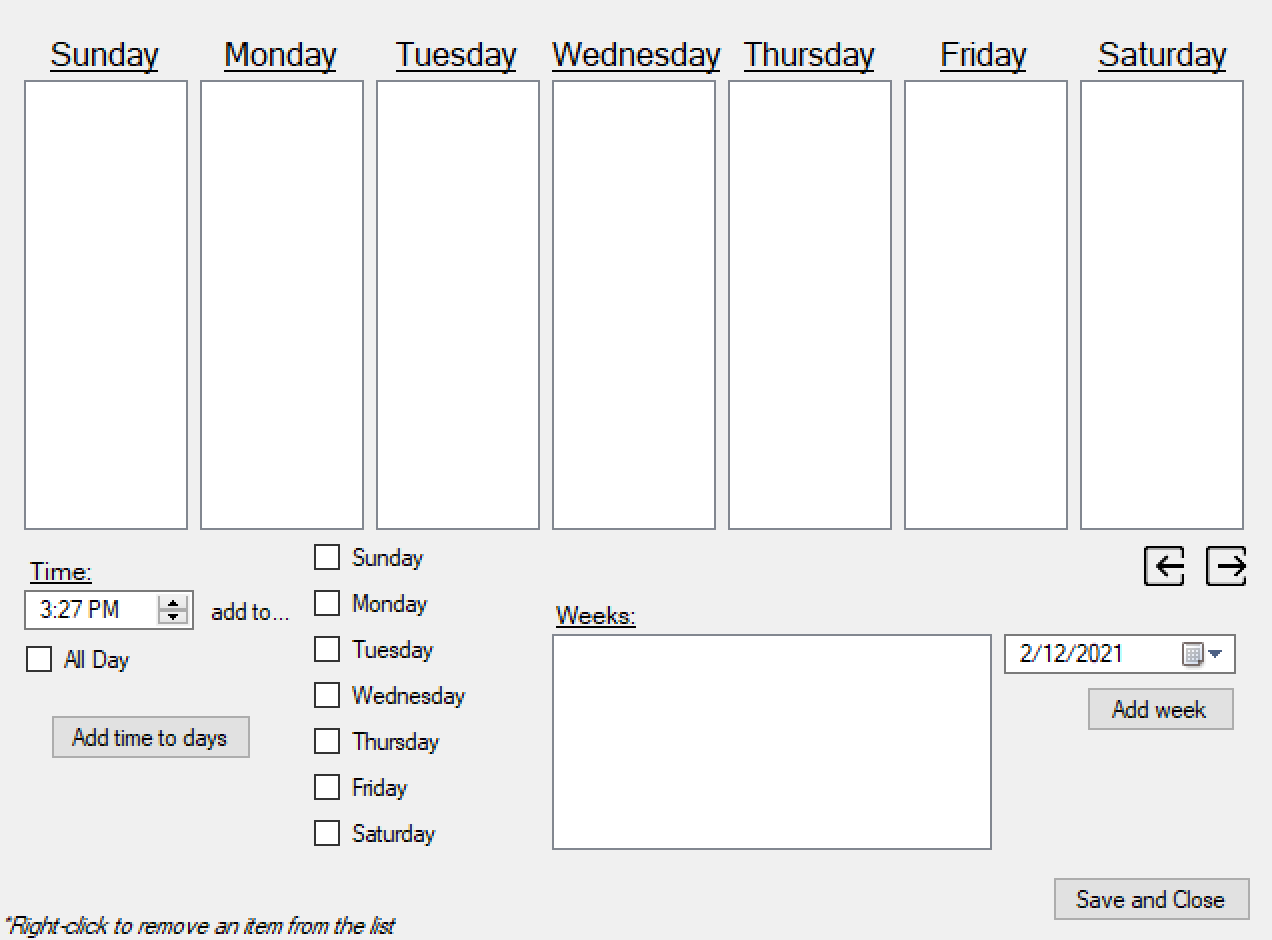 Sunday Monday Tuesday Wednesday Thursday Friday Saturday
Time:
3:27 PM
add to...
All Day
Add time to days
Sunday
Monday
Tuesday
Wednesday
Thursday
Friday
Saturday
Weeks:
2/12/2021
Add week
Save and Close
*Right-click to remove an item from the list